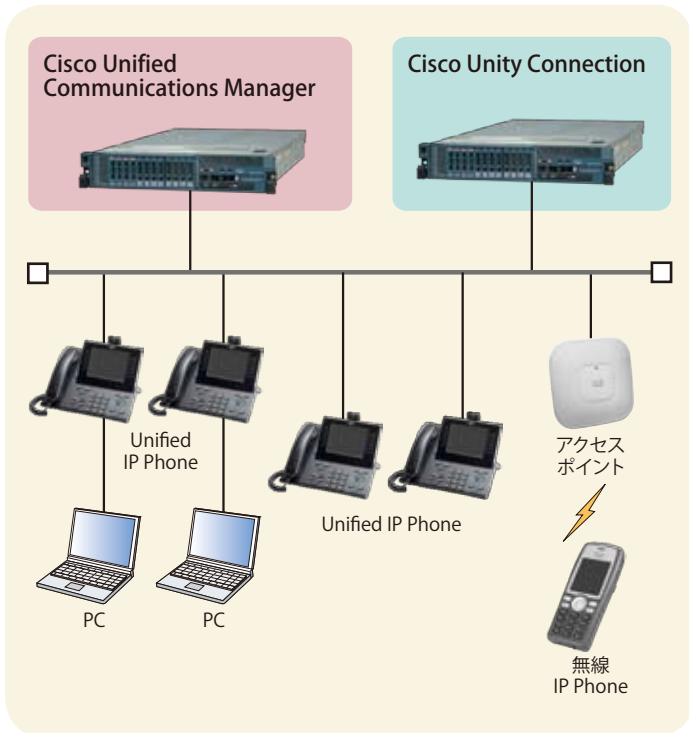 Cisco Unified
Communications Manager
Cisco Unity Connection
Unified
IP Phone
Unified IP Phone
アクセス
ポイント
PC
PC
無線
IP Phone